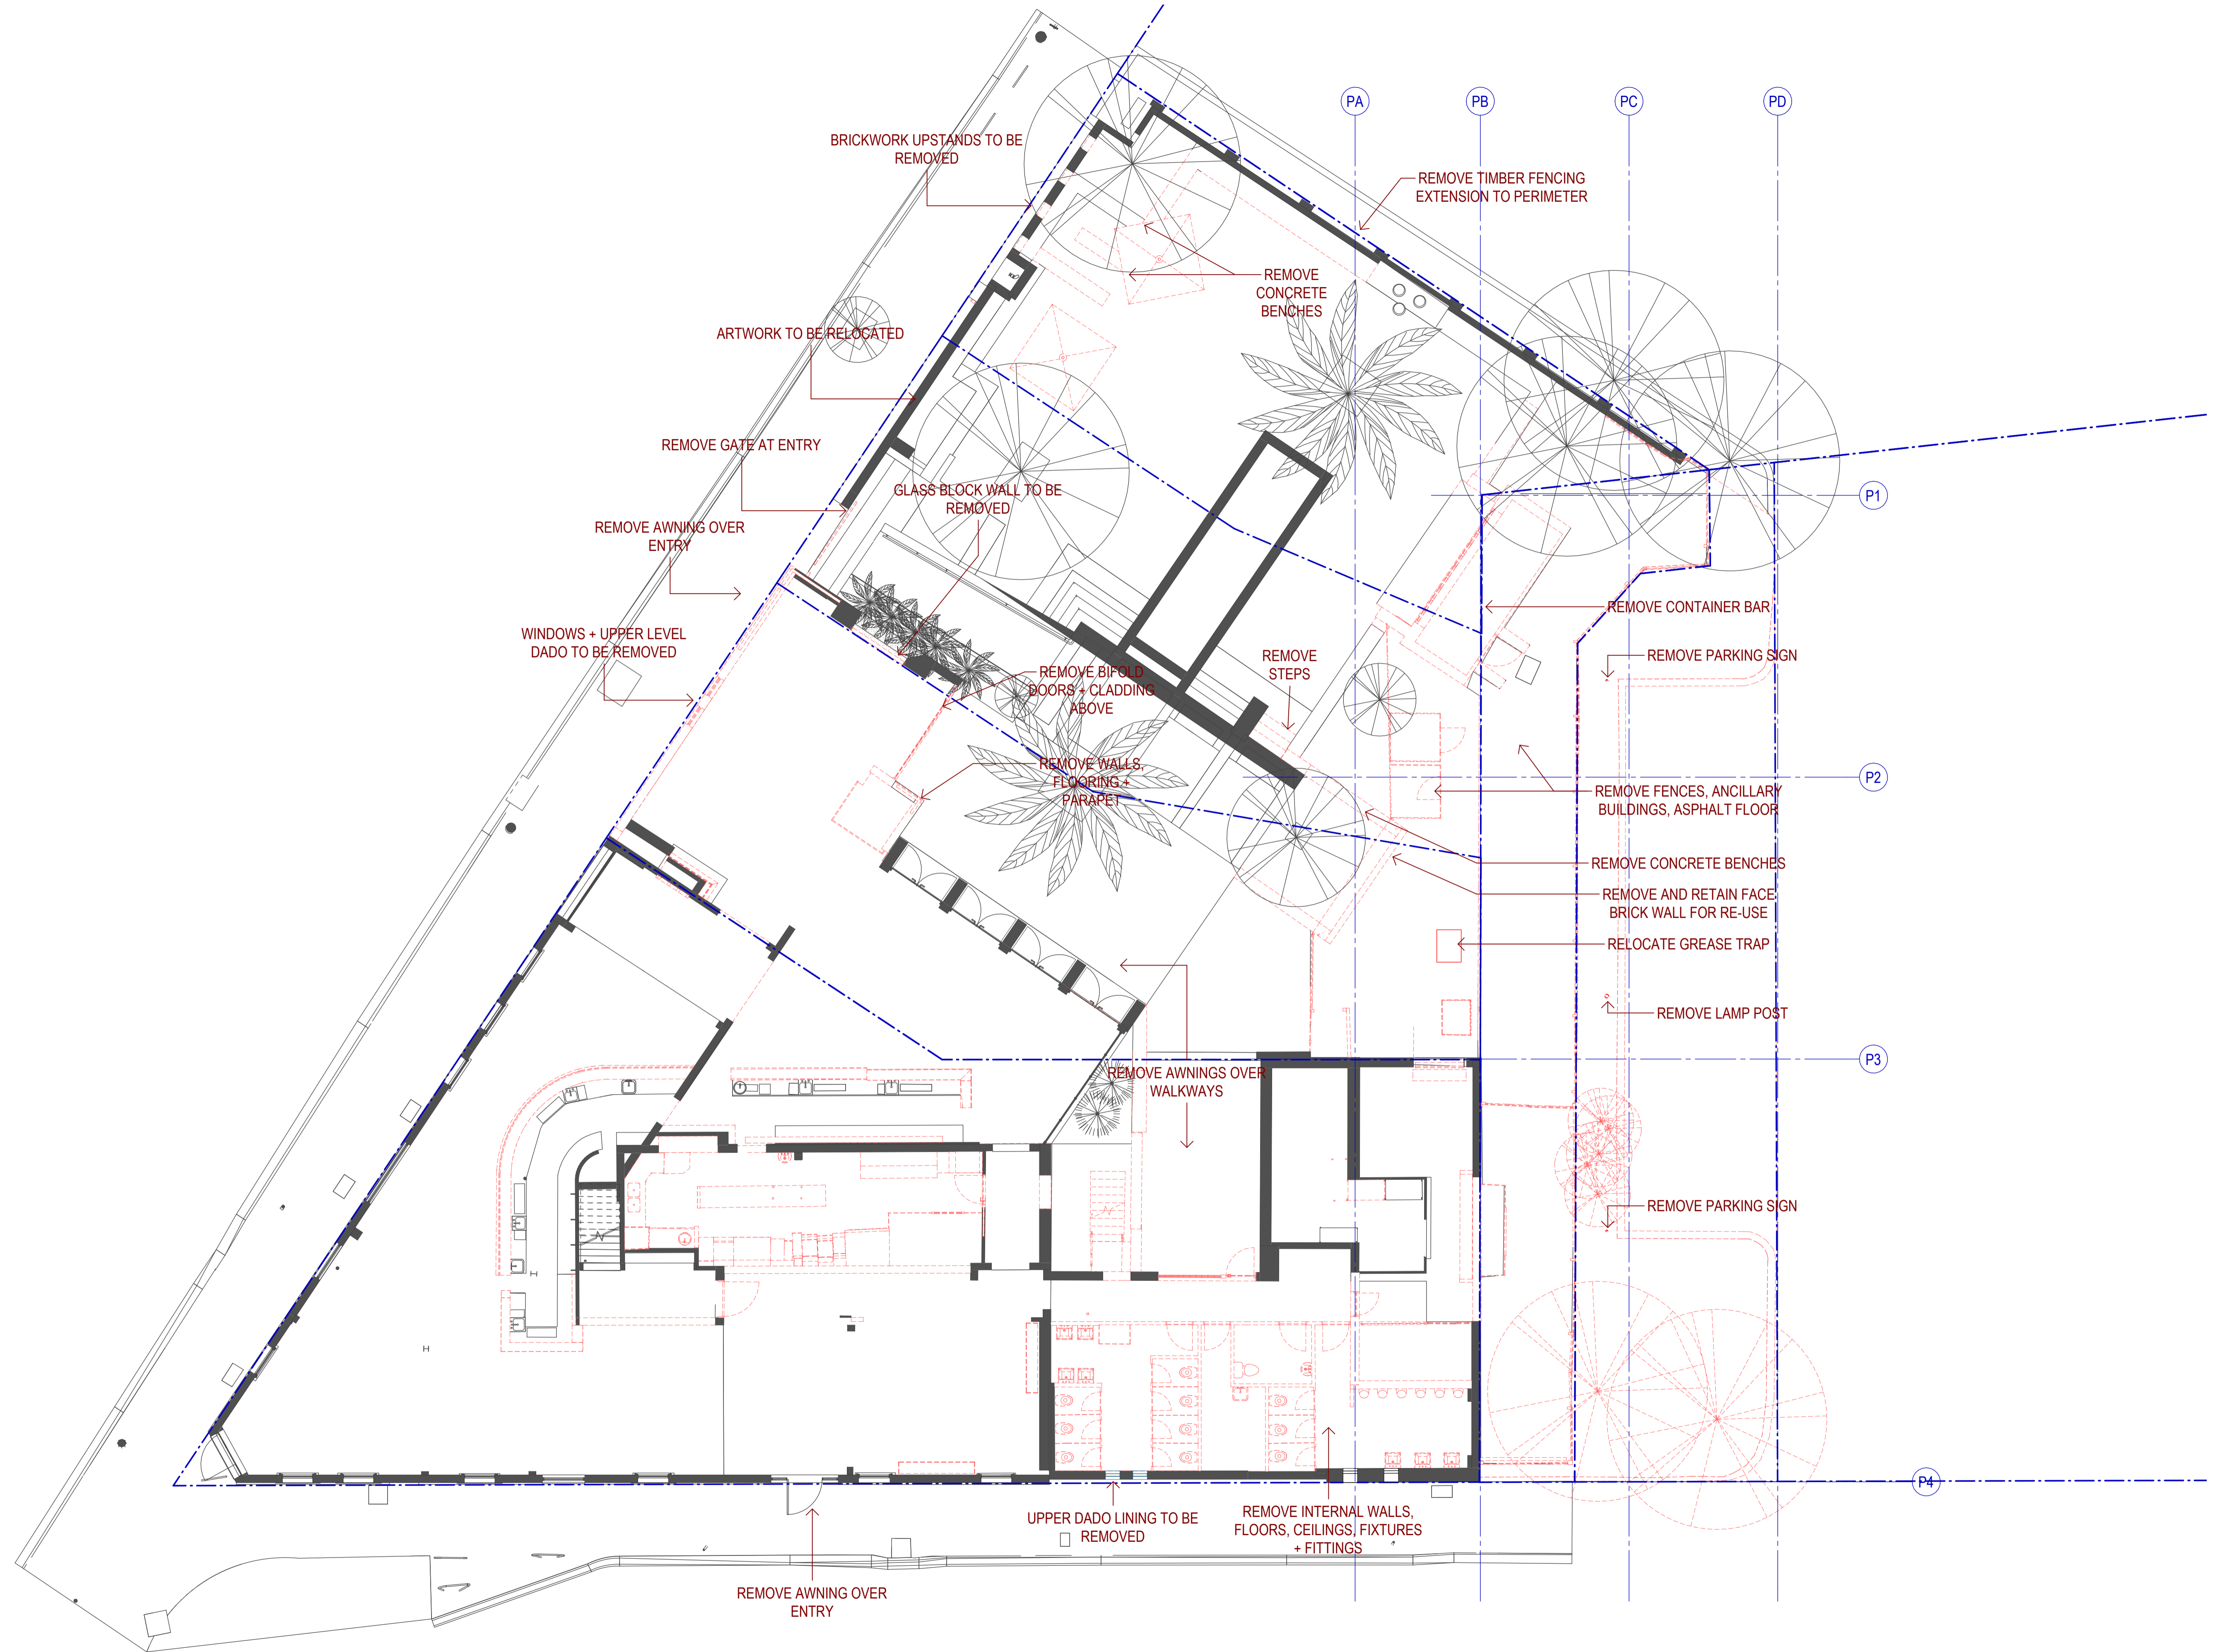 PA
PB
PC
PD
BRICKWORK UPSTANDS TO BE
REMOVED
REMOVE TIMBER FENCING
EXTENSION TO PERIMETER
REMOVE
CONCRETE
BENCHES
ARTWORK TO BE RELOCATED
REMOVE GATE AT ENTRY
GLASS BLOCK WALL TO BE
REMOVED
P1
REMOVE AWNING OVER
ENTRY
REMOVE CONTAINER BAR
WINDOWS + UPPER LEVEL
DADO TO BE REMOVED
REMOVE
STEPS
REMOVE PARKING SIGN
REMOVE BIFOLD
DOORS + CLADDING
ABOVE
REMOVE WALLS,
FLOORING +
PARAPET
P2
REMOVE FENCES, ANCILLARY
BUILDINGS, ASPHALT FLOOR
REMOVE CONCRETE BENCHES
REMOVE AND RETAIN FACE
BRICK WALL FOR RE-USE
RELOCATE GREASE TRAP
REMOVE LAMP POST
P3
REMOVE AWNINGS OVER
WALKWAYS
REMOVE PARKING SIGN
P4
UPPER DADO LINING TO BE
REMOVED
REMOVE INTERNAL WALLS,
FLOORS, CEILINGS, FIXTURES
+ FITTINGS
REMOVE AWNING OVER
ENTRY